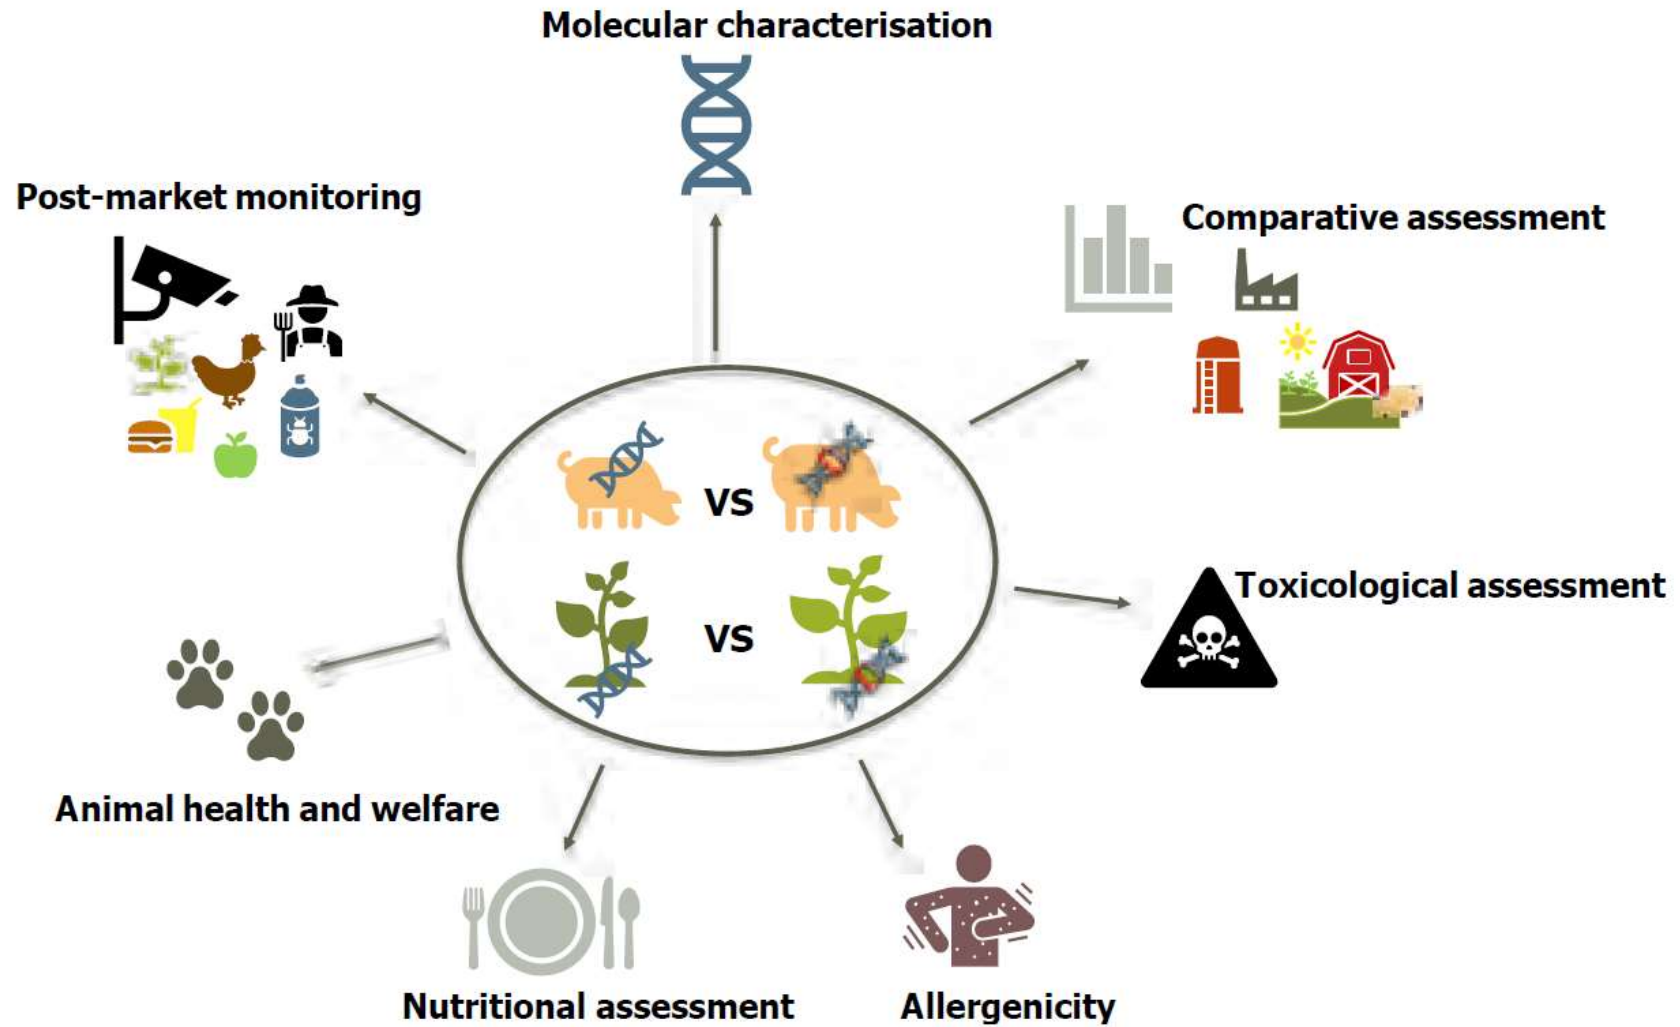 Molecular characterisation
Post-market monitoring
Comparative assessment
VS
Toxicological assessment
VS
Animal health and welfare
Nutritional assessment
Allergenicity